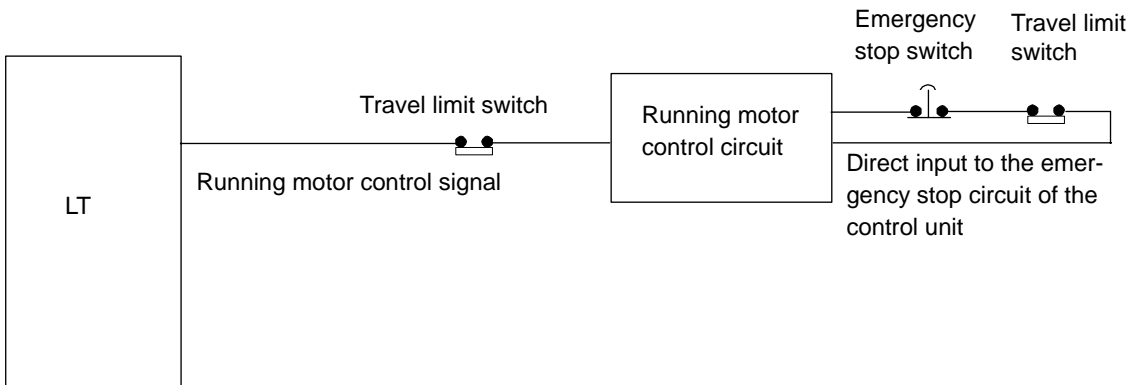 Emergency
stop switch
Travel limit
switch
Travel limit switch
Running motor
control circuit
Running motor control signal
LT
Direct input to the emer-
gency stop circuit of the
control unit